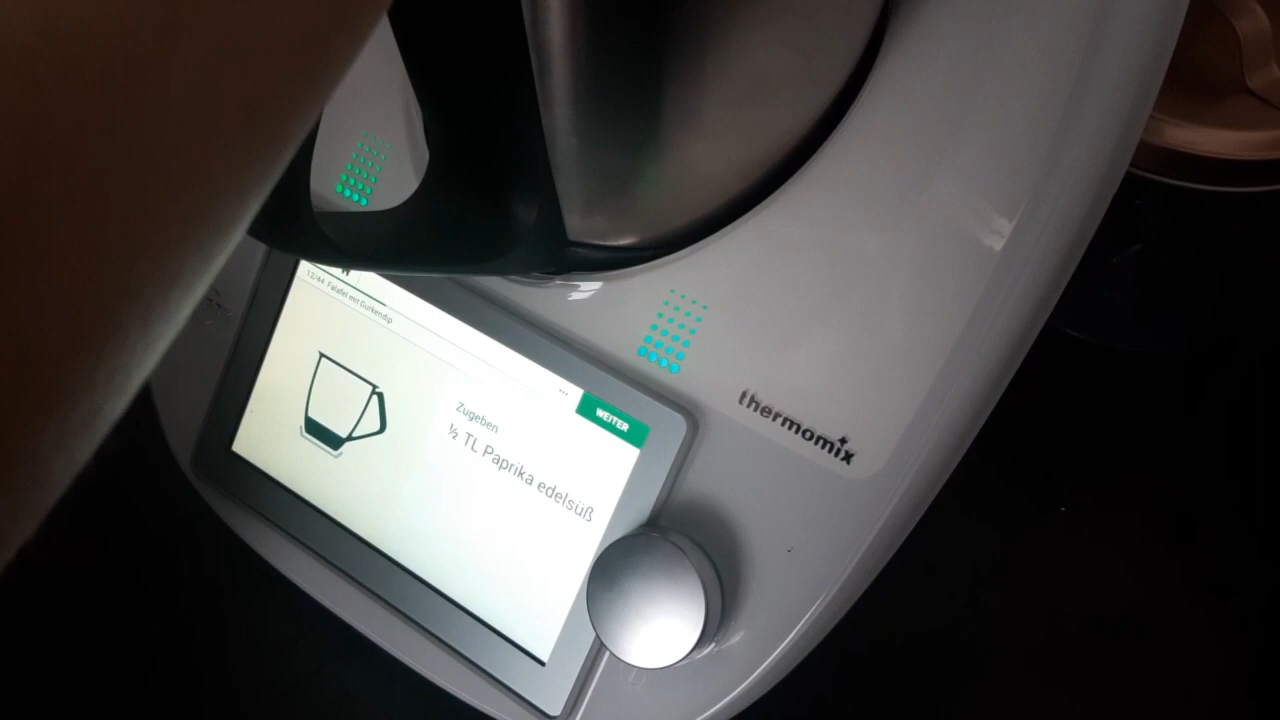 12/44 Falafel mit Gurkendip
...
WEITER
Zugeben
½ TL Paprika edelsüß
thermomix